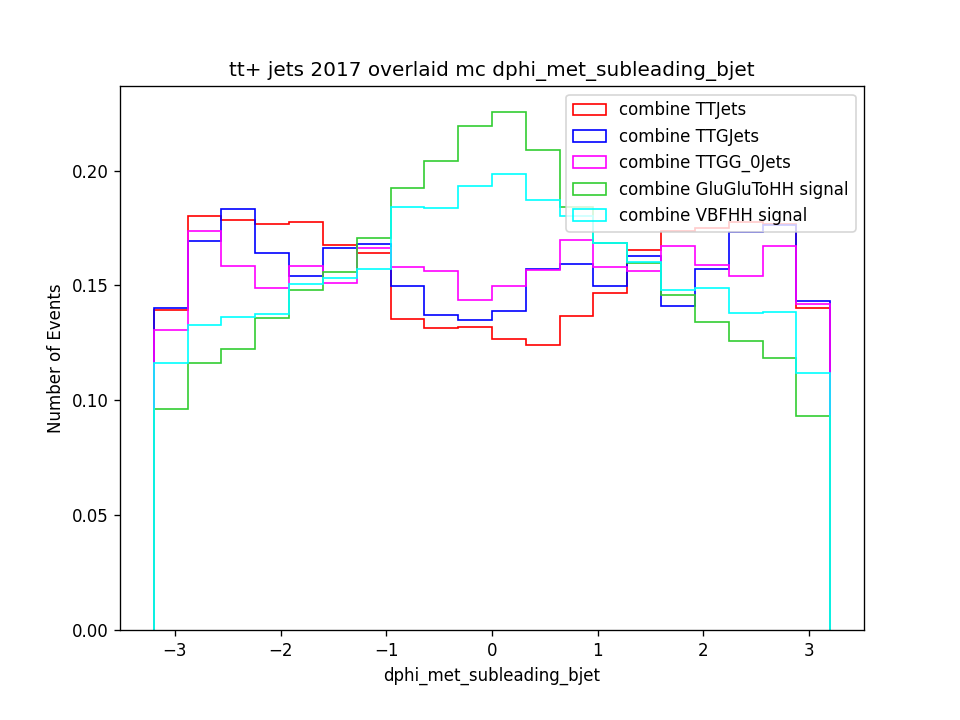 tt+ jets 2017 overlaid mc dphi_met_subleading_bjet
combine TTJets
combine TTGJets
combine TTGG_0Jets
combine GluGluToHH signal
combine VBFHH signal
Number of Events
0.20
0.15
0.10
0.05
0.00
−3
−2
−1
0
1
2
3
dphi_met_subleading_bjet